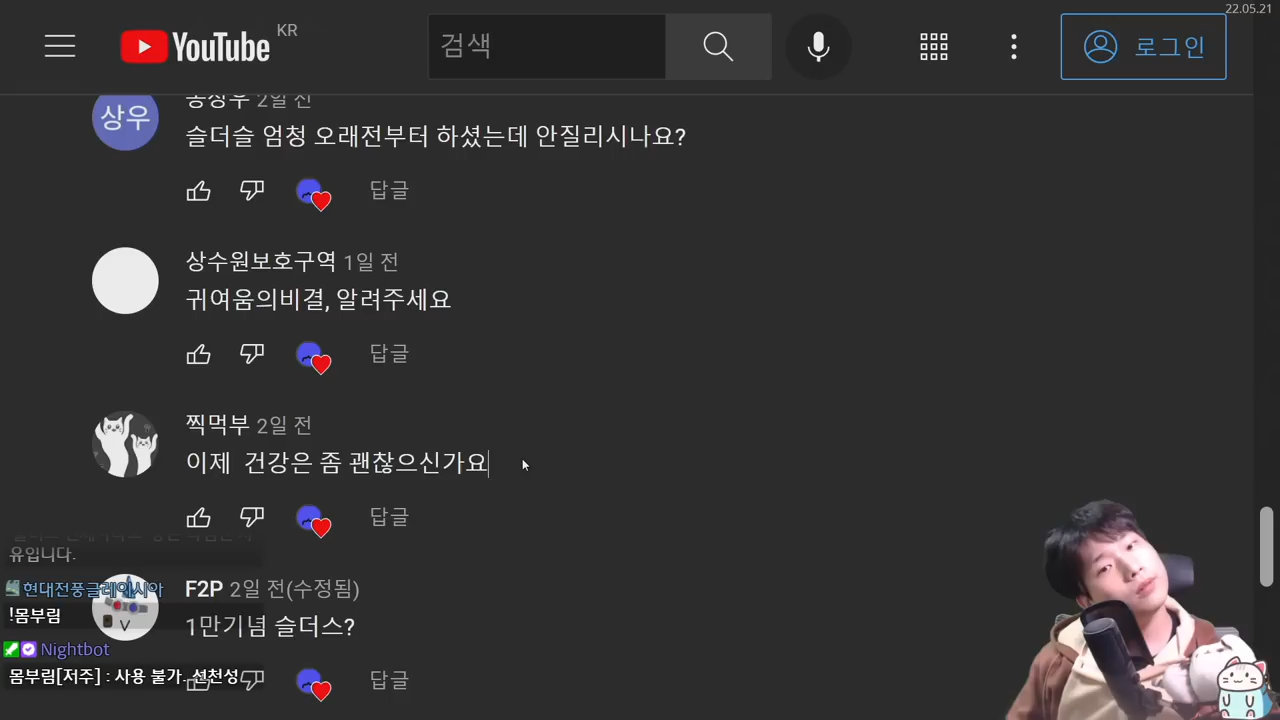 22.05.21
YouTube KR
검색
로그인
상우
2일 전
슬더슬 엄청 오래전부터 하셨는데 안질리시나요?
답글
상수원보호구역 1일 전
귀여움의비결, 알려주세요
답글
찍먹부 2일 전
이제 건강은 좀 괜찮으신가요
답글
유입니다.
현대전풍글레이시아
!몸부림
Nightbot
몸부림[저주] : 사용 불가. 선천성
F2P 2일 전(수정됨)
1만기념 슬더스?
답글